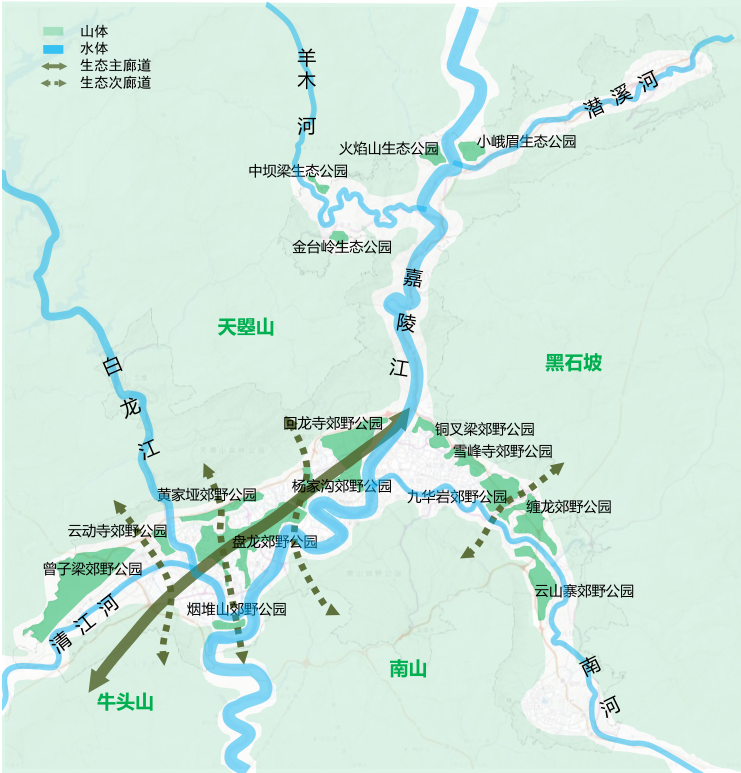 山体
水体
生态主廊道
生态次廊道
羊木河
潜溪河
火焰山生态公园
小峨眉生态公园
中坝梁生态公园
金台岭生态公园
嘉陵江
天曌山
黑石坡
白龙江
回龙寺郊野公园
铜叉梁郊野公园
雪峰寺郊野公园
杨家沟郊野公园
黄家垭郊野公园
九华岩郊野公园
缠龙郊野公园
云动寺郊野公园
盘龙郊野公园
曾子梁郊野公园
云山寨郊野公园
烟堆山郊野公园
清江河
南山
南河
牛头山